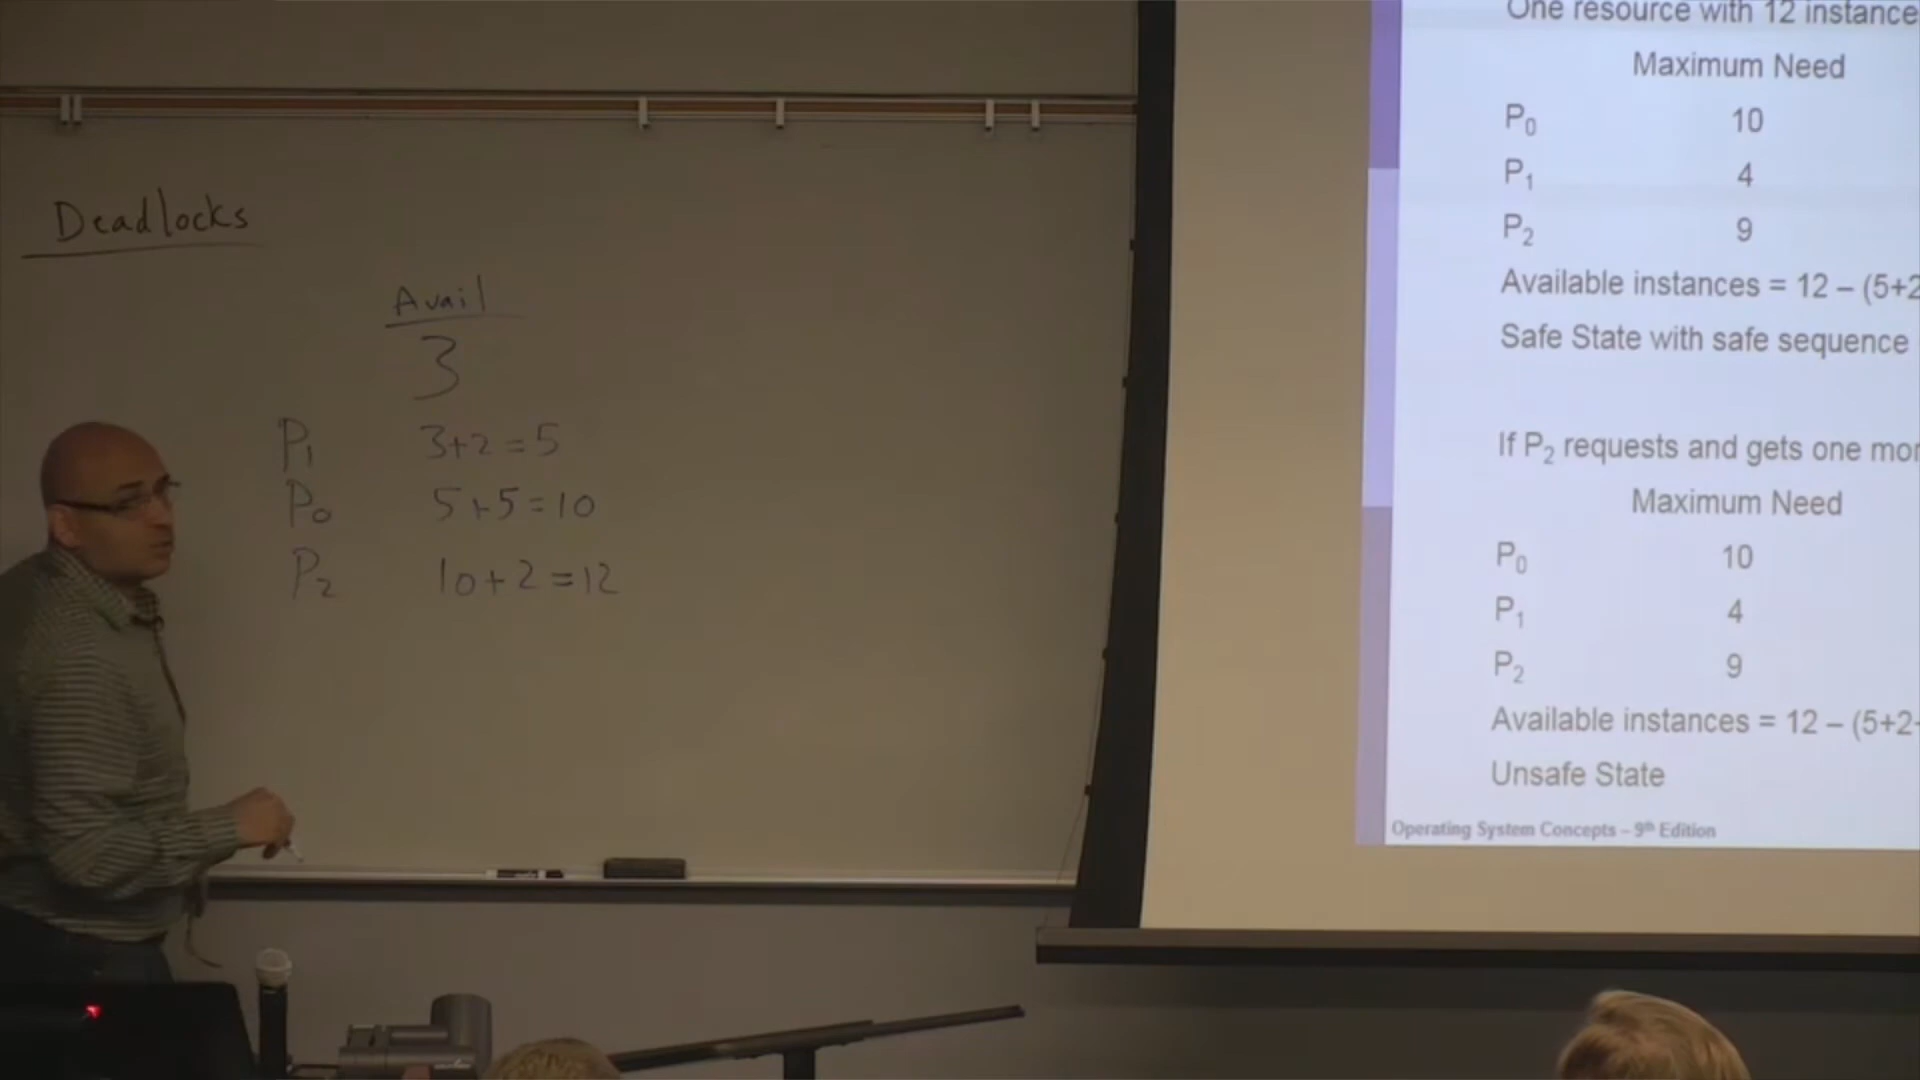 Deadlocks
Avail
3
P1 3+2=5
P0 5+5=10
P2 10+2=12
One resource with 12 instance
Maximum Need
P0 10
P1 4
P2 9
Available instances = 12 – (5+2
Safe State with safe sequence
If P2 requests and gets one mor
Maximum Need
P0 10
P1 4
P2 9
Available instances = 12 – (5+2+
Unsafe State
Operating System Concepts – 9th Edition